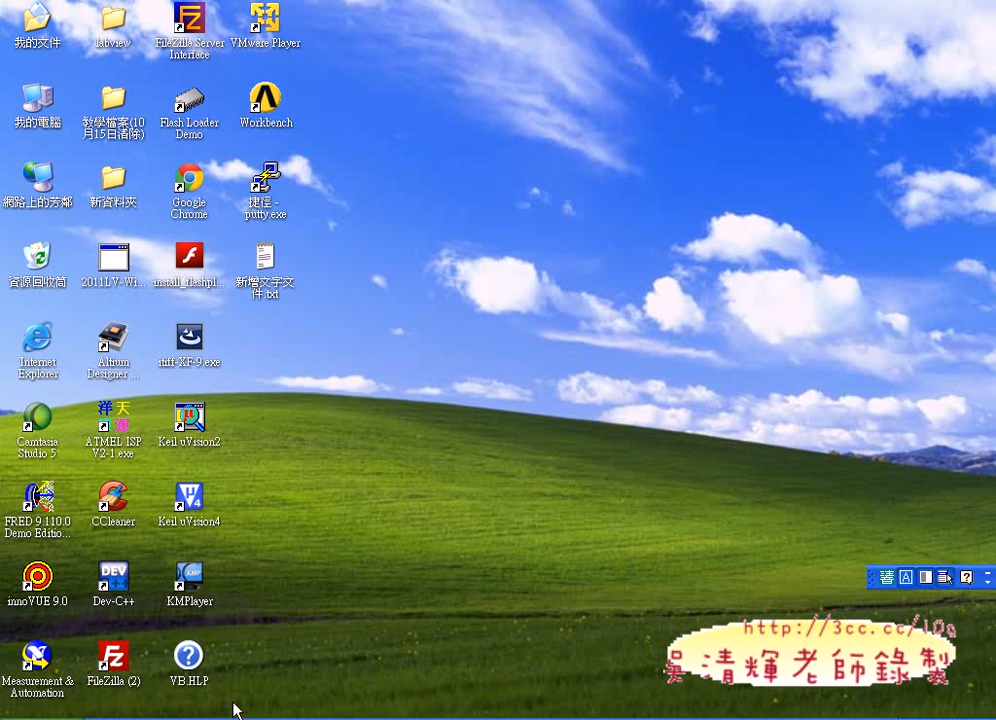 我的文件
labview
FileZilla Server
Interface
VMware Player
我的電腦
教學檔案(10
月15日清除)
Flash Loader
Demo
Workbench
網路上的芳鄰
新資料夾
Google
Chrome
捷徑 -
putty.exe
資源回收筒
2011LV-Wi...
install_flashpl...
新增文字文
件.txt
Internet
Explorer
Altium
Designer ...
itiff-XF-9.exe
Camtasia
Studio 5
洋 天
ATMEL ISP
V2-1.exe
Keil uVision2
FRED 9.110.0
Demo Editio...
CCleaner
Keil uVision4
innoVUE 9.0
DEV
Dev-C++
KMPlayer
A
http://3cc.cc/10g
吳清輝老師錄製
Measurement &
Automation
FileZilla (2)
VB.HLP